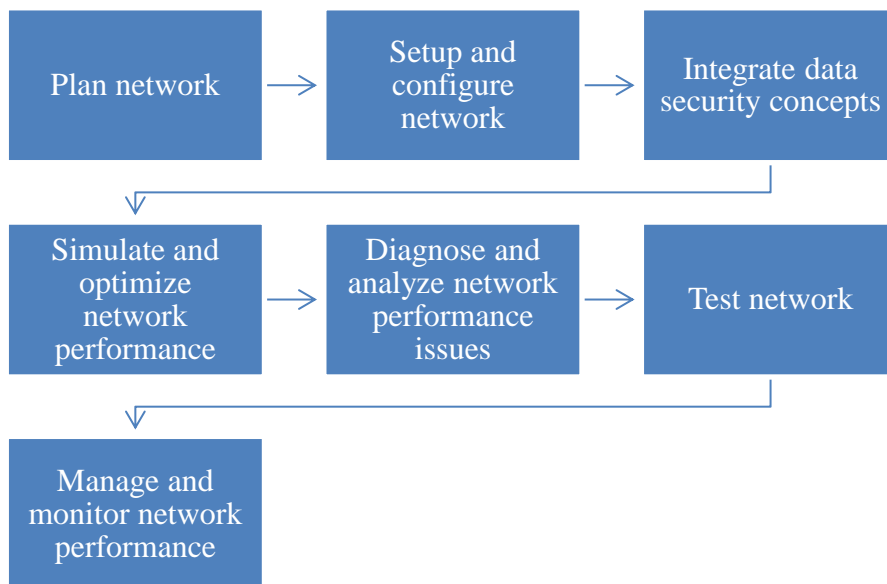 Plan network
Setup and
configure
network
Integrate data
security concepts
Simulate and
optimize
network
performance
Diagnose and
analyze network
performance
issues
Test network
Manage and
monitor network
performance